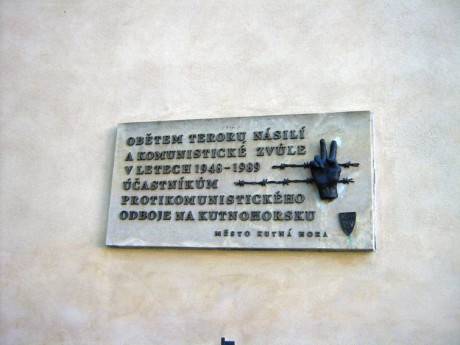 OBĚTEM TERORU NÁSILÍ
A KOMUNISTICKÉ ZVŮLE
V LETECH 1948-1989
ÚČASTNÍKŮM
PROTIKOMUNISTICKÉHO
ODBOJE NA KUTNOHORSKU
MĚSTO KUTNÁ HORA